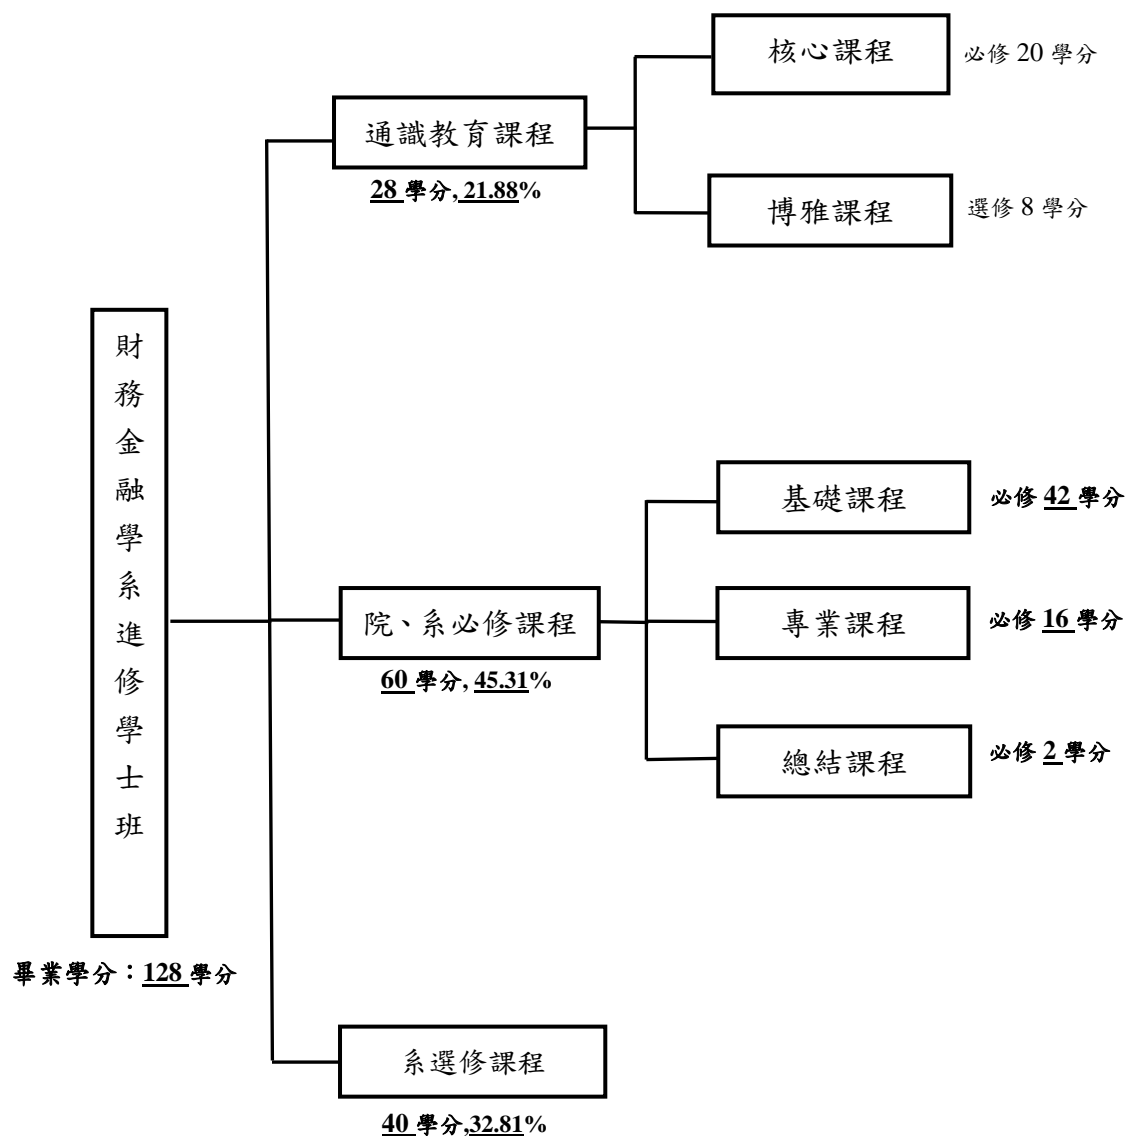 核心課程
必修 20 學分
通識教育課程
28 學分, 21.88%
博雅課程
選修 8 學分
財務金融學系進修學士班
畢業學分：128 學分
基礎課程
必修 42 學分
院、系必修課程
60 學分, 45.31%
專業課程
必修 16 學分
總結課程
必修 2 學分
系選修課程
40 學分,32.81%